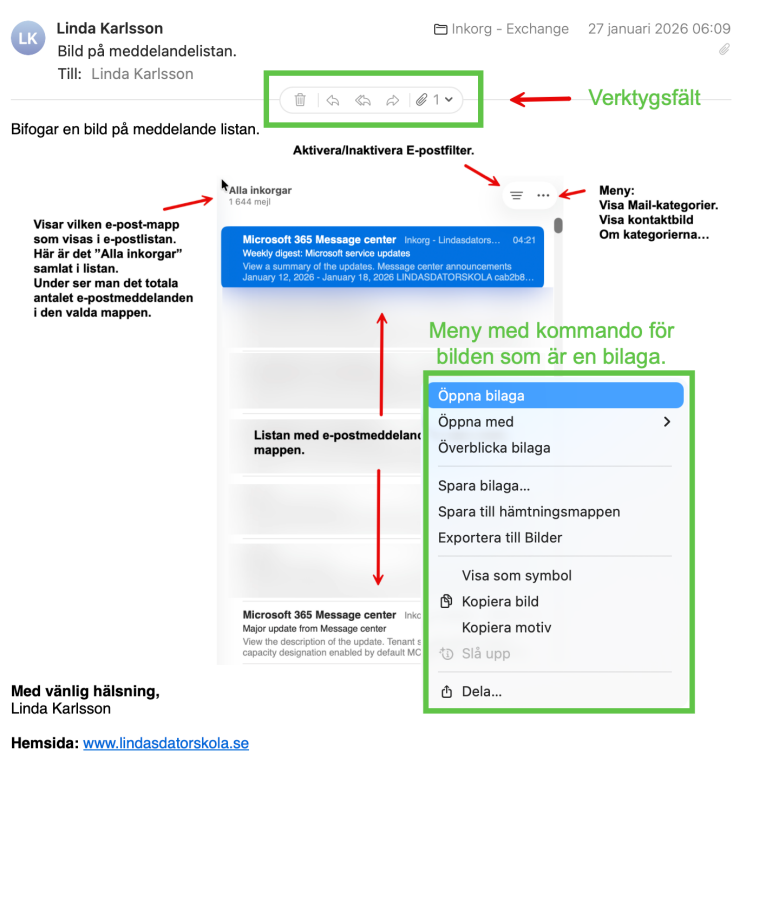 LK
Linda Karlsson
Inkorg - Exchange 27 januari 2026 06:09
Bild på meddelandelistan.
Till: Linda Karlsson
1
Verktygsfält
Bifogar en bild på meddelande listan.
Aktivera/Inaktivera E-postfilter.
Alla inkorgar
1 644 mejl
Meny:
Visa Mail-kategorier.
Visa kontaktbild
Om kategorierna…
Visar vilken e-post-mapp
som visas i e-postlistan.
Här är det ”Alla inkorgar”
samlat i listan.
Under ser man det totala
antalet e-postmeddelanden
i den valda mappen.
Microsoft 365 Message center Inkorg - Lindasdators... 04:21
Weekly digest: Microsoft service updates
View a summary of the updates. Message center announcements
January 12, 2026 - January 18, 2026 LINDASDATORSKOLA cab2b8...
Meny med kommando för
bilden som är en bilaga.
Öppna bilaga
Öppna med
Överblicka bilaga
Spara bilaga...
Spara till hämtningsmappen
Exportera till Bilder
Visa som symbol
Kopiera bild
Kopiera motiv
Slå upp
Dela...
Listan med e-postmeddelan
mappen.
Microsoft 365 Message center
Major update from Message center
View the description of the update. Tenant
capacity designation enabled by default
Med vänlig hälsning,
Linda Karlsson
Hemsida: www.lindasdatorskola.se